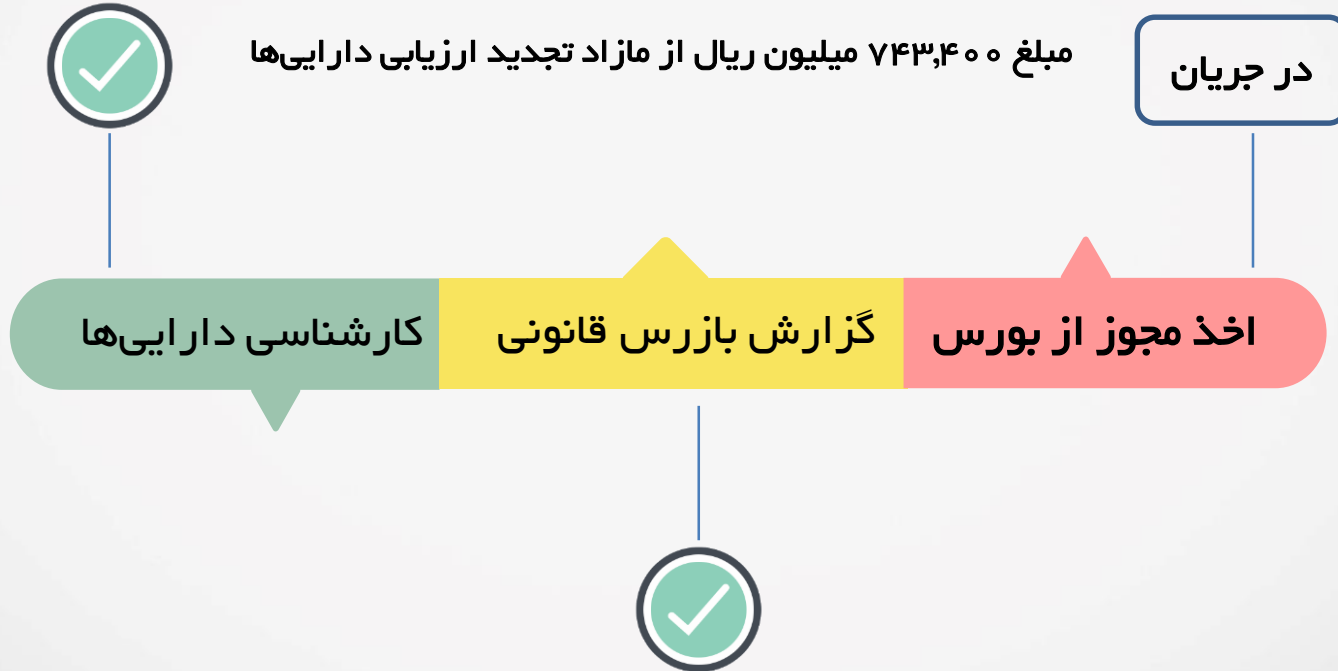 در جریان
مبلغ ۷۴۳,۴۰۰ میلیون ریال از مازاد تجدید ارزیابی دارایی‌ها
اخذ مجوز از بورس
گزارش بازرس قانونی
کارشناسی دارایی‌ها